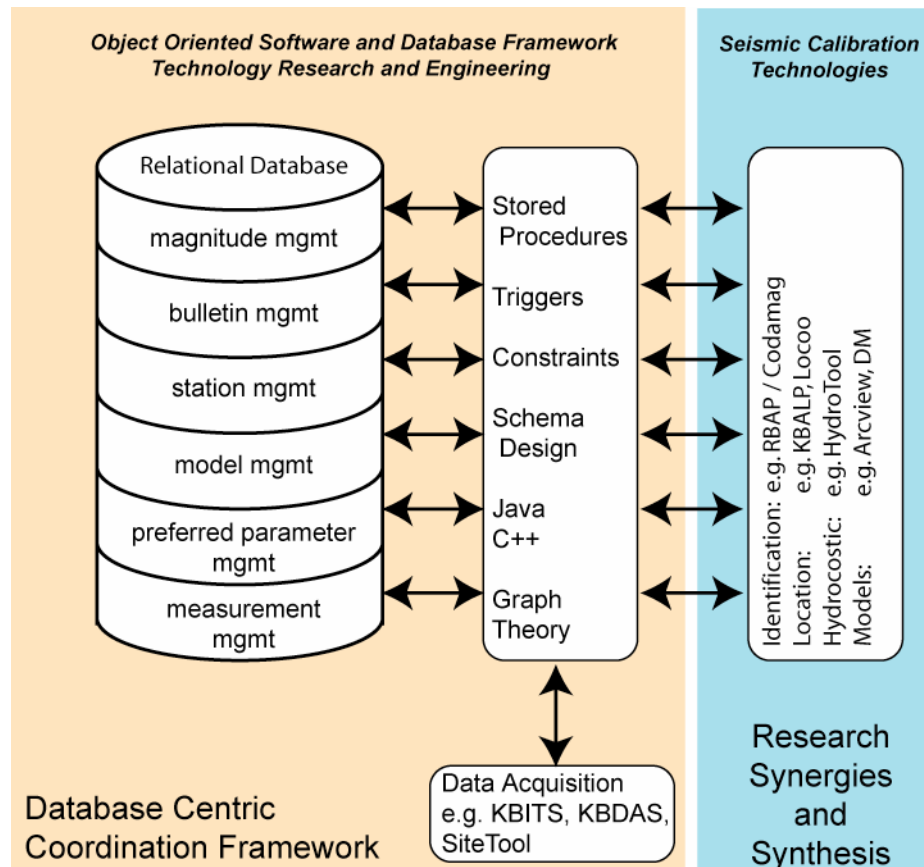 Object Oriented Software and Database Framework
Technology Research and Engineering
Seismic Calibration
Technologies
Relational Database
magnitude mgmt
bulletin mgmt
station mgmt
model mgmt
preferred parameter
mgmt
measurement
mgmt
Stored
Procedures
Triggers
Constraints
Schema
Design
Java
C++
Graph
Theory
Identification: e.g. RBAP / Codamag
Location: e.g. KBALP, Locoo
Hydrocostic: e.g. HydroTool
Models: e.g. Arcview, DM
Data Acquisition
e.g. KBITS, KBDAS,
SiteTool
Database Centric
Coordination Framework
Research
Synergies
and
Synthesis